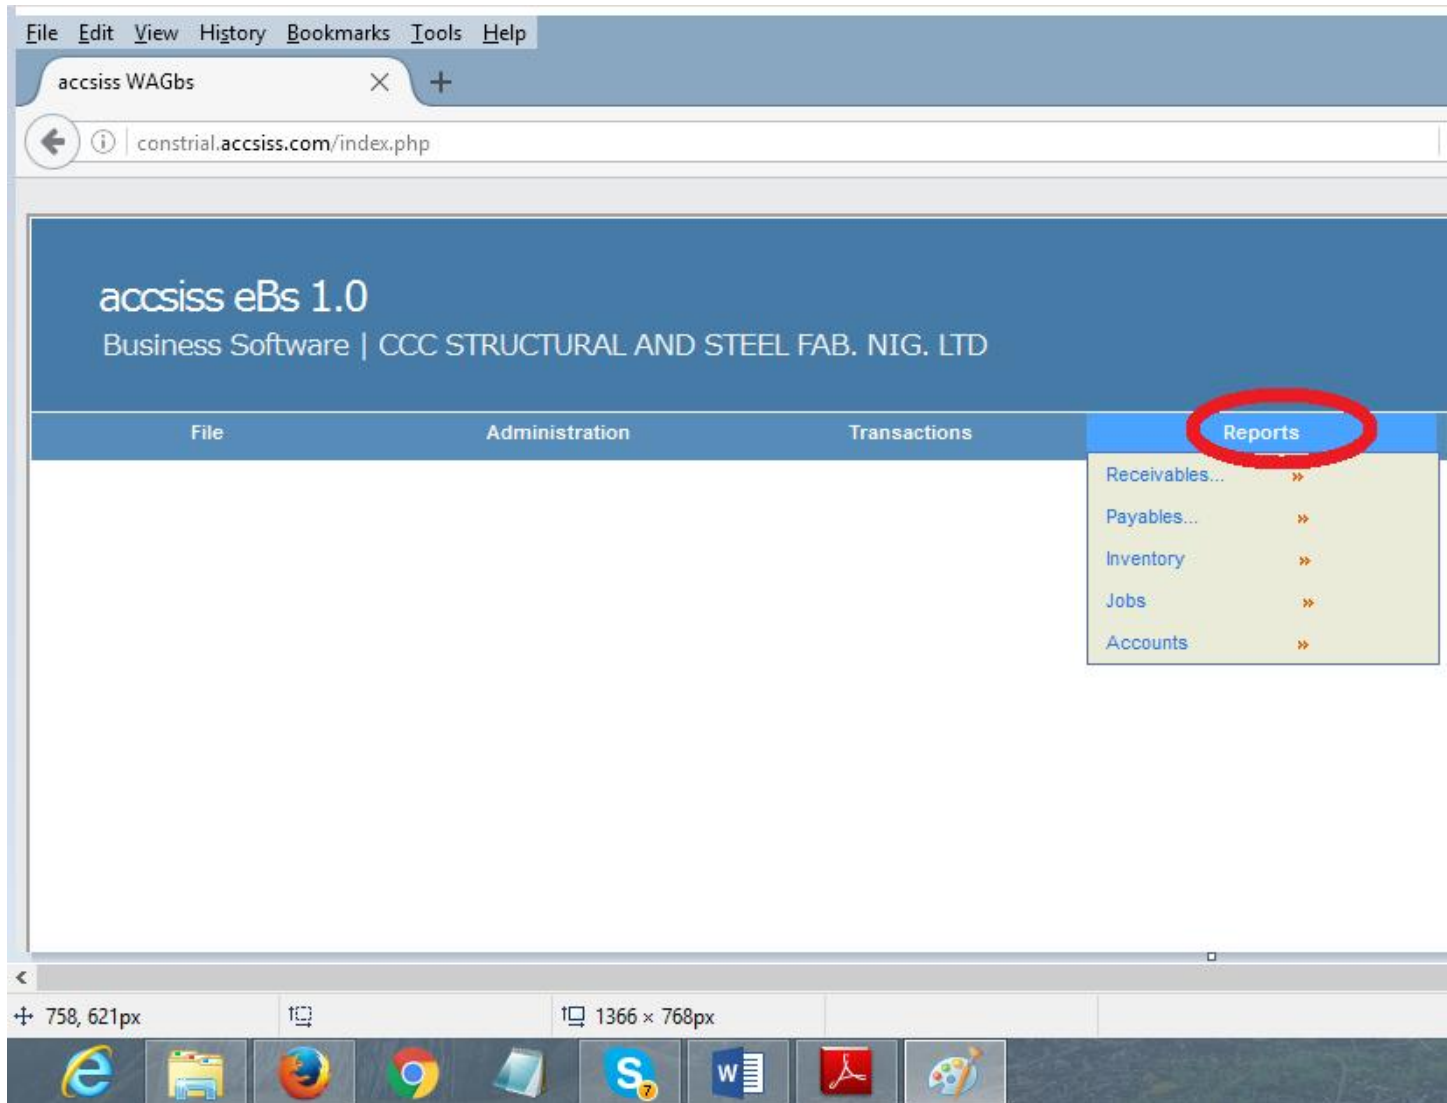 File Edit View History Bookmarks Tools Help
accsiss WAGbs
constrial.accsiss.com/index.php
accsiss eBs 1.0
Business Software | CCC STRUCTURAL AND STEEL FAB. NIG. LTD
File Administration Transactions Reports
Receivables... »
Payables... »
Inventory »
Jobs »
Accounts »
758, 621px 1366 × 768px
7